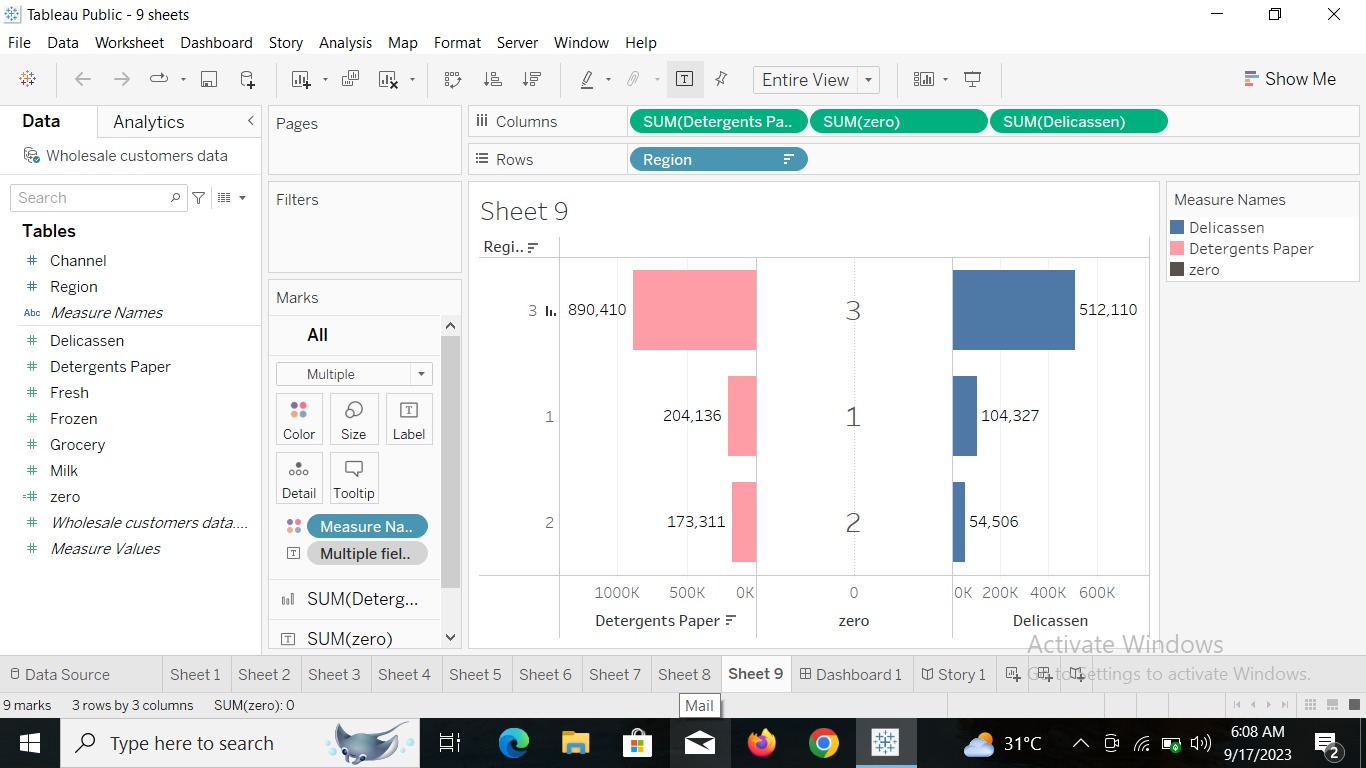 Tableau Public - 9 sheets
File Data Worksheet Dashboard Story Analysis Map Format Server Window Help
Entire View
Show Me
Data Analytics
Pages
Columns SUM(Detergents Pa.. SUM(zero) SUM(Delicassen)
Wholesale customers data
Rows Region
Search
Filters
Sheet 9
Measure Names
Delicassen
Detergents Paper
zero
Tables
Channel
Region
Abc Measure Names
Delicassen
Detergents Paper
Fresh
Frozen
Grocery
Milk
zero
Wholesale customers data....
Measure Values
Marks
All
Multiple
Color Size Label
Detail Tooltip
Measure Na..
Multiple fiel..
SUM(Deterg...
SUM(zero)
Regi..
3 890,410 3 512,110
1 204,136 1 104,327
2 173,311 2 54,506
1000K 500K 0K 0 0K 200K 400K 600K
Detergents Paper zero Delicassen
Activate Windows
Go to Settings to activate Windows.
Data Source Sheet 1 Sheet 2 Sheet 3 Sheet 4 Sheet 5 Sheet 6 Sheet 7 Sheet 8 Sheet 9 Dashboard 1 Story 1
9 marks 3 rows by 3 columns SUM(zero): 0
Mail
Type here to search
31°C
6:08 AM
9/17/2023
2